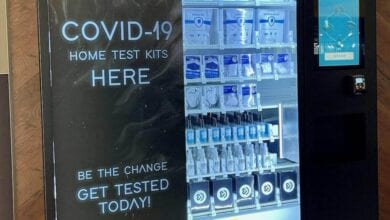 COVID-19
HOME TEST KITS
HERE
BE THE CHANGE
GET TESTED
TODAY!